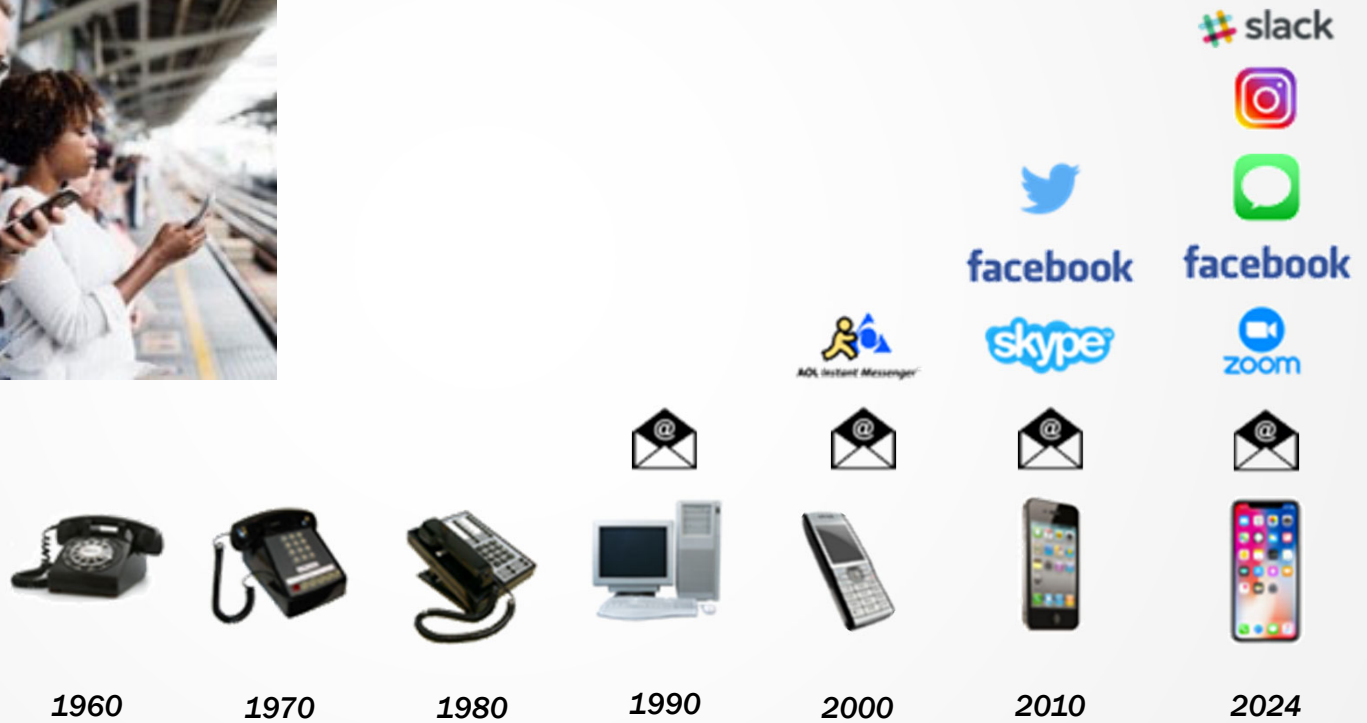 slack
facebook
facebook
skype
zoom
AOL Instant Messenger
@
@
@
@
1960
1970
1980
1990
2000
2010
2024